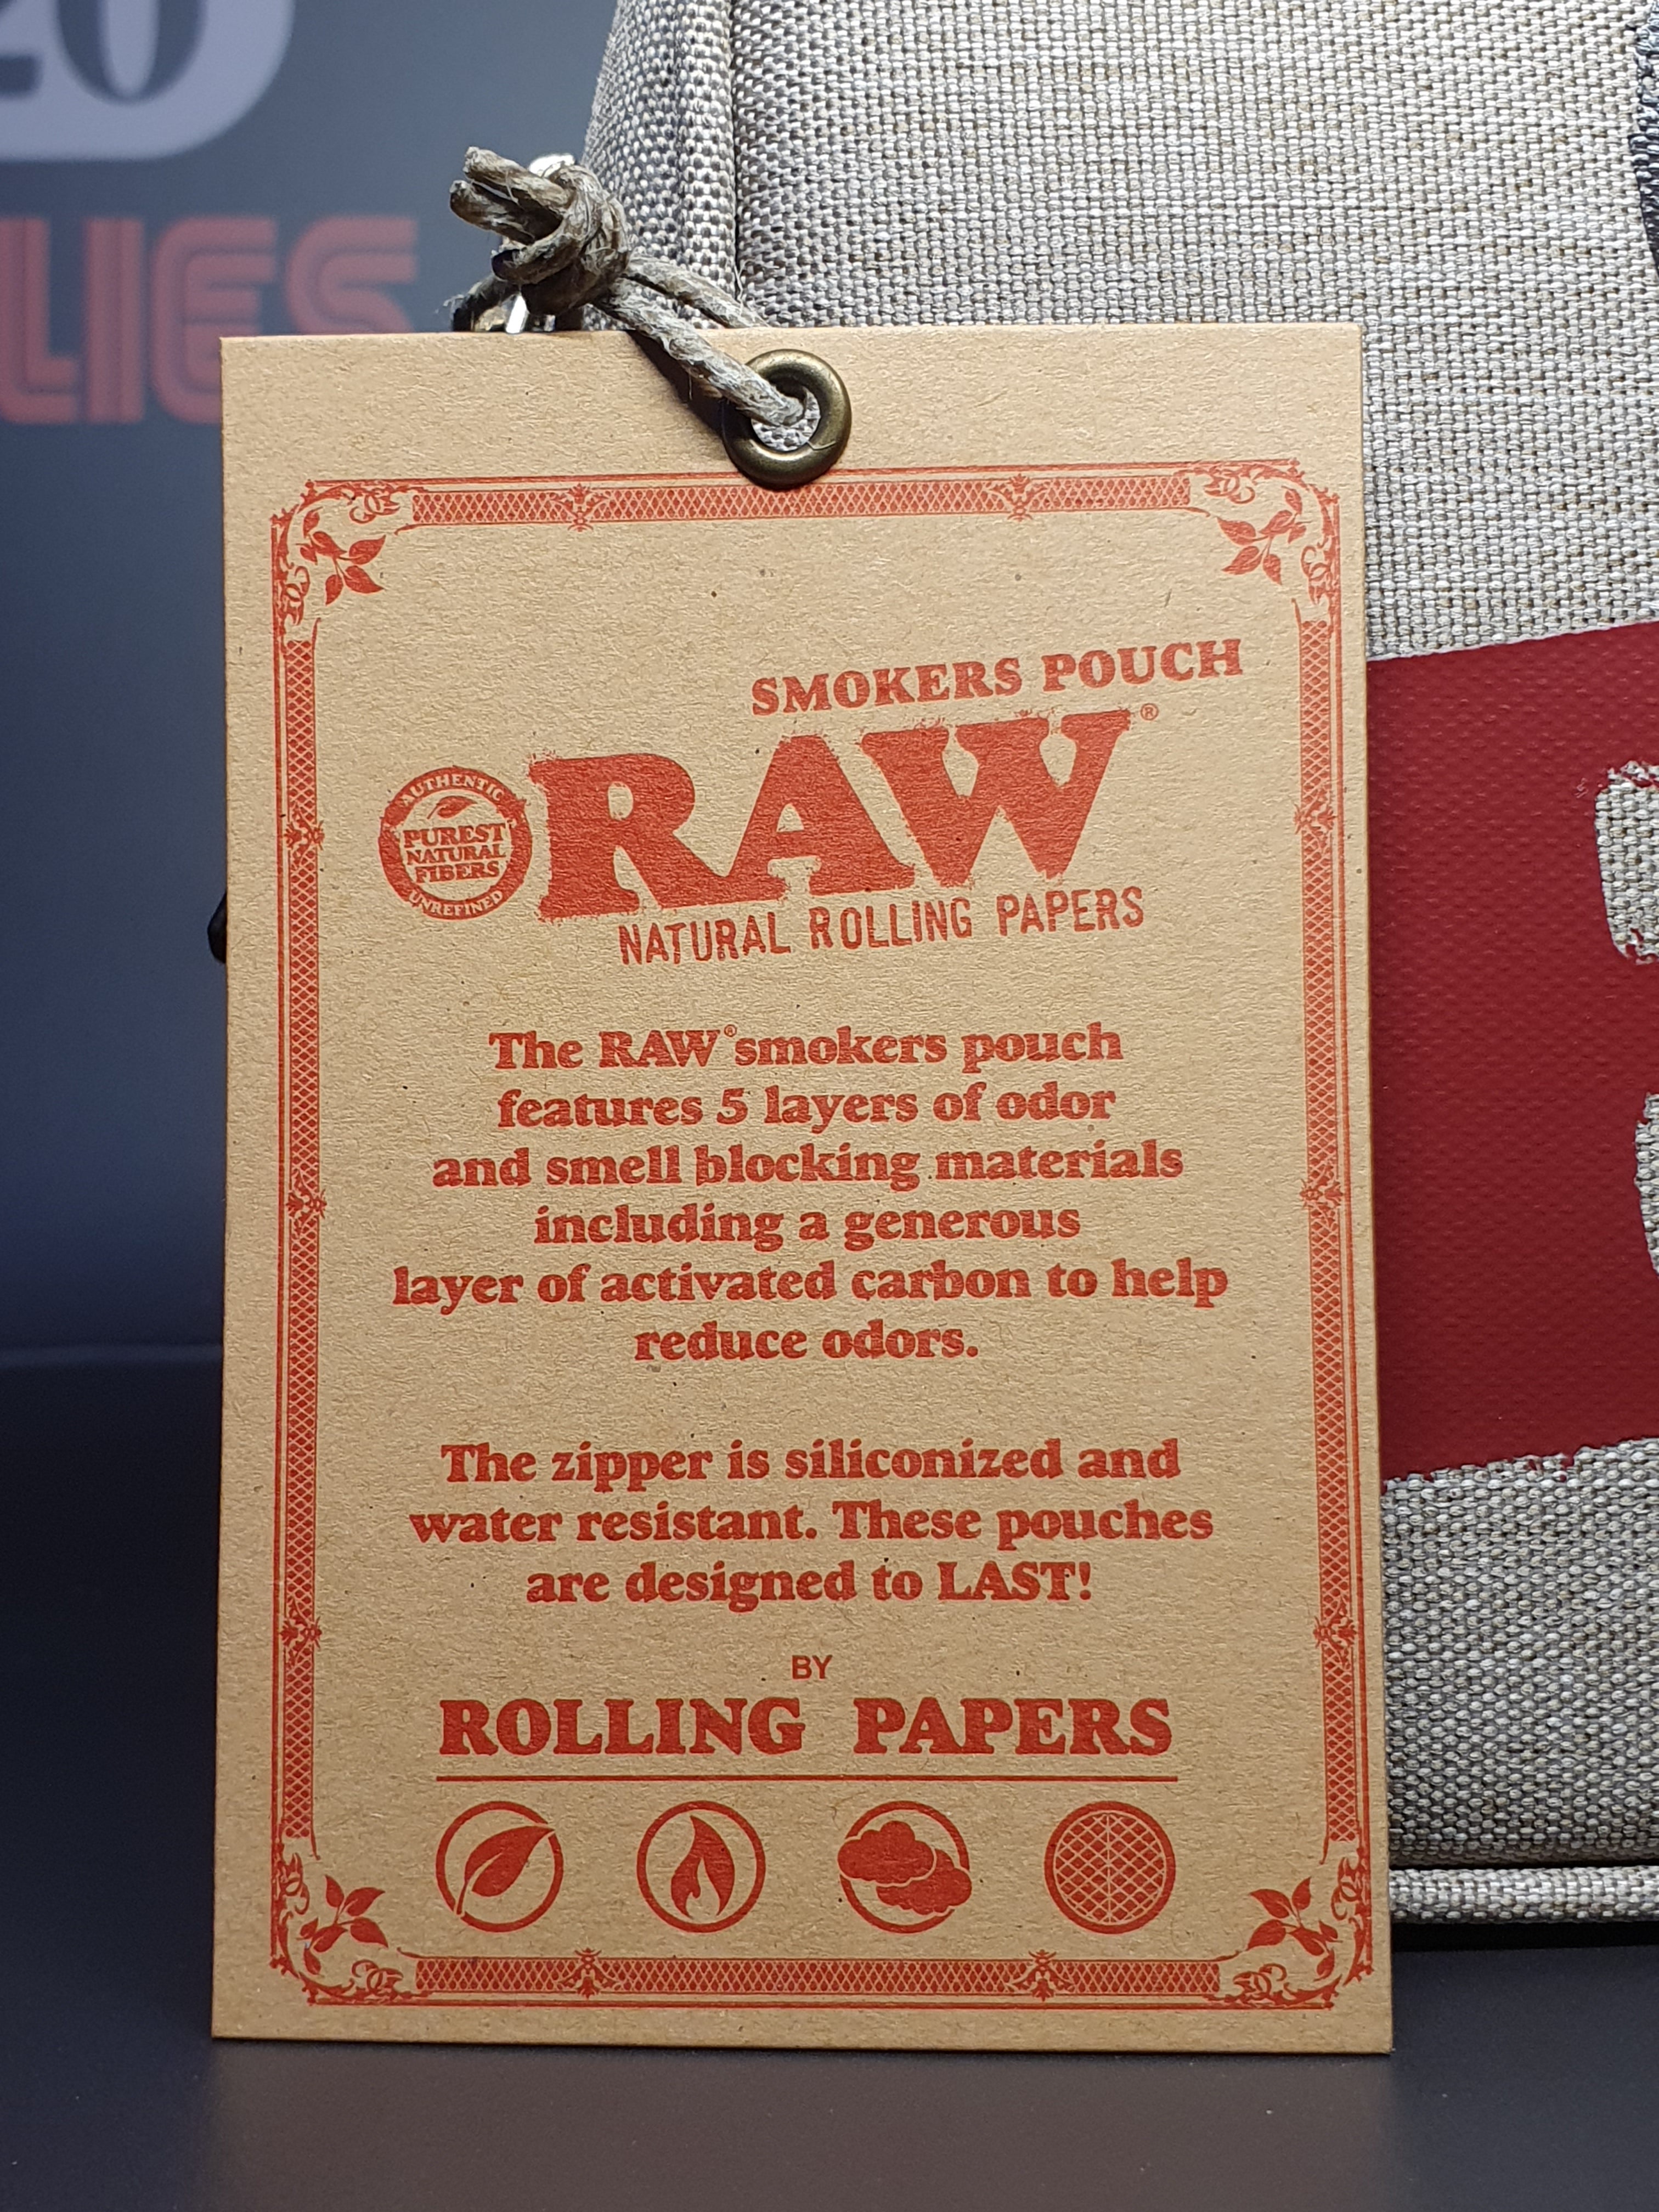 20
LIES
SMOKERS POUCH
RAW®
AUTHENTIC
PUREST
NATURAL
FIBERS
UNREFINED
NATURAL ROLLING PAPERS
The RAW® smokers pouch
features 5 layers of odor
and smell blocking materials
including a generous
layer of activated carbon to help
reduce odors.
The zipper is siliconized and
water resistant. These pouches
are designed to LAST!
BY
ROLLING PAPERS